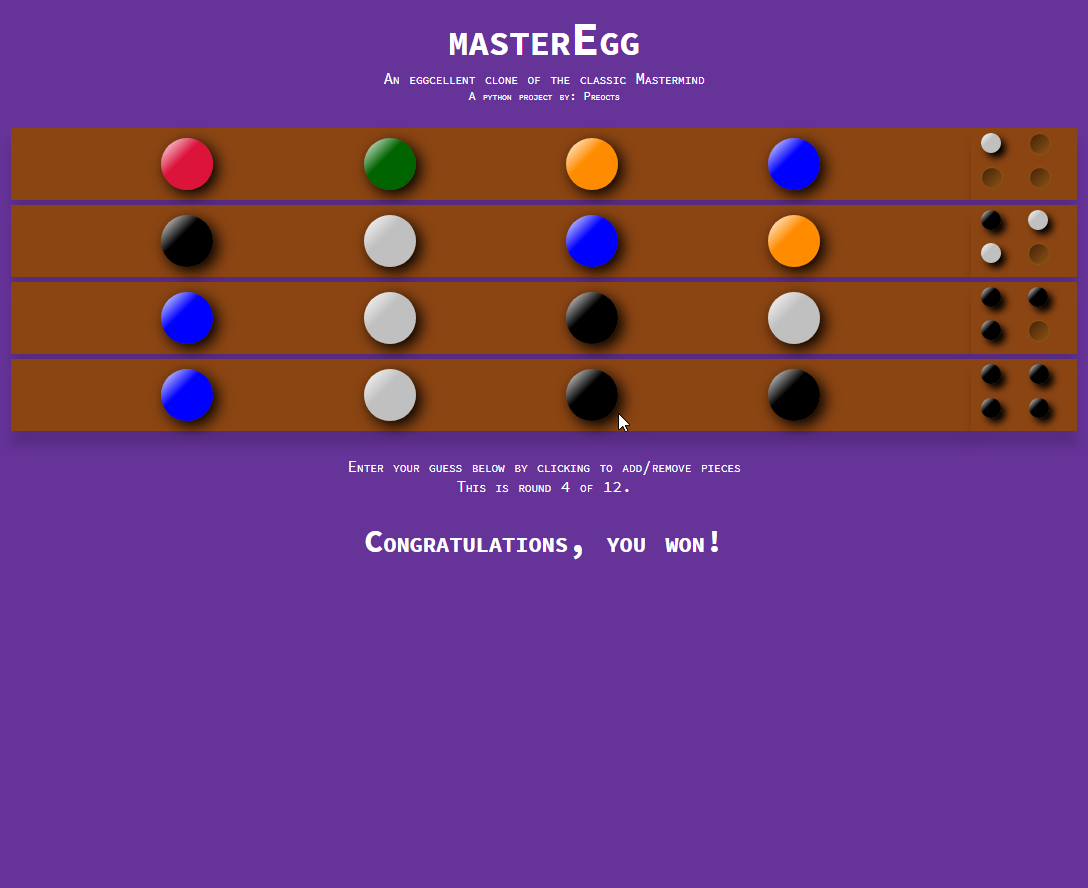 masterEgg
An eggcellent clone of the classic Mastermind
A python project by: Preocts
Enter your guess below by clicking to add/remove pieces
This is round 4 of 12.
Congratulations, you won!